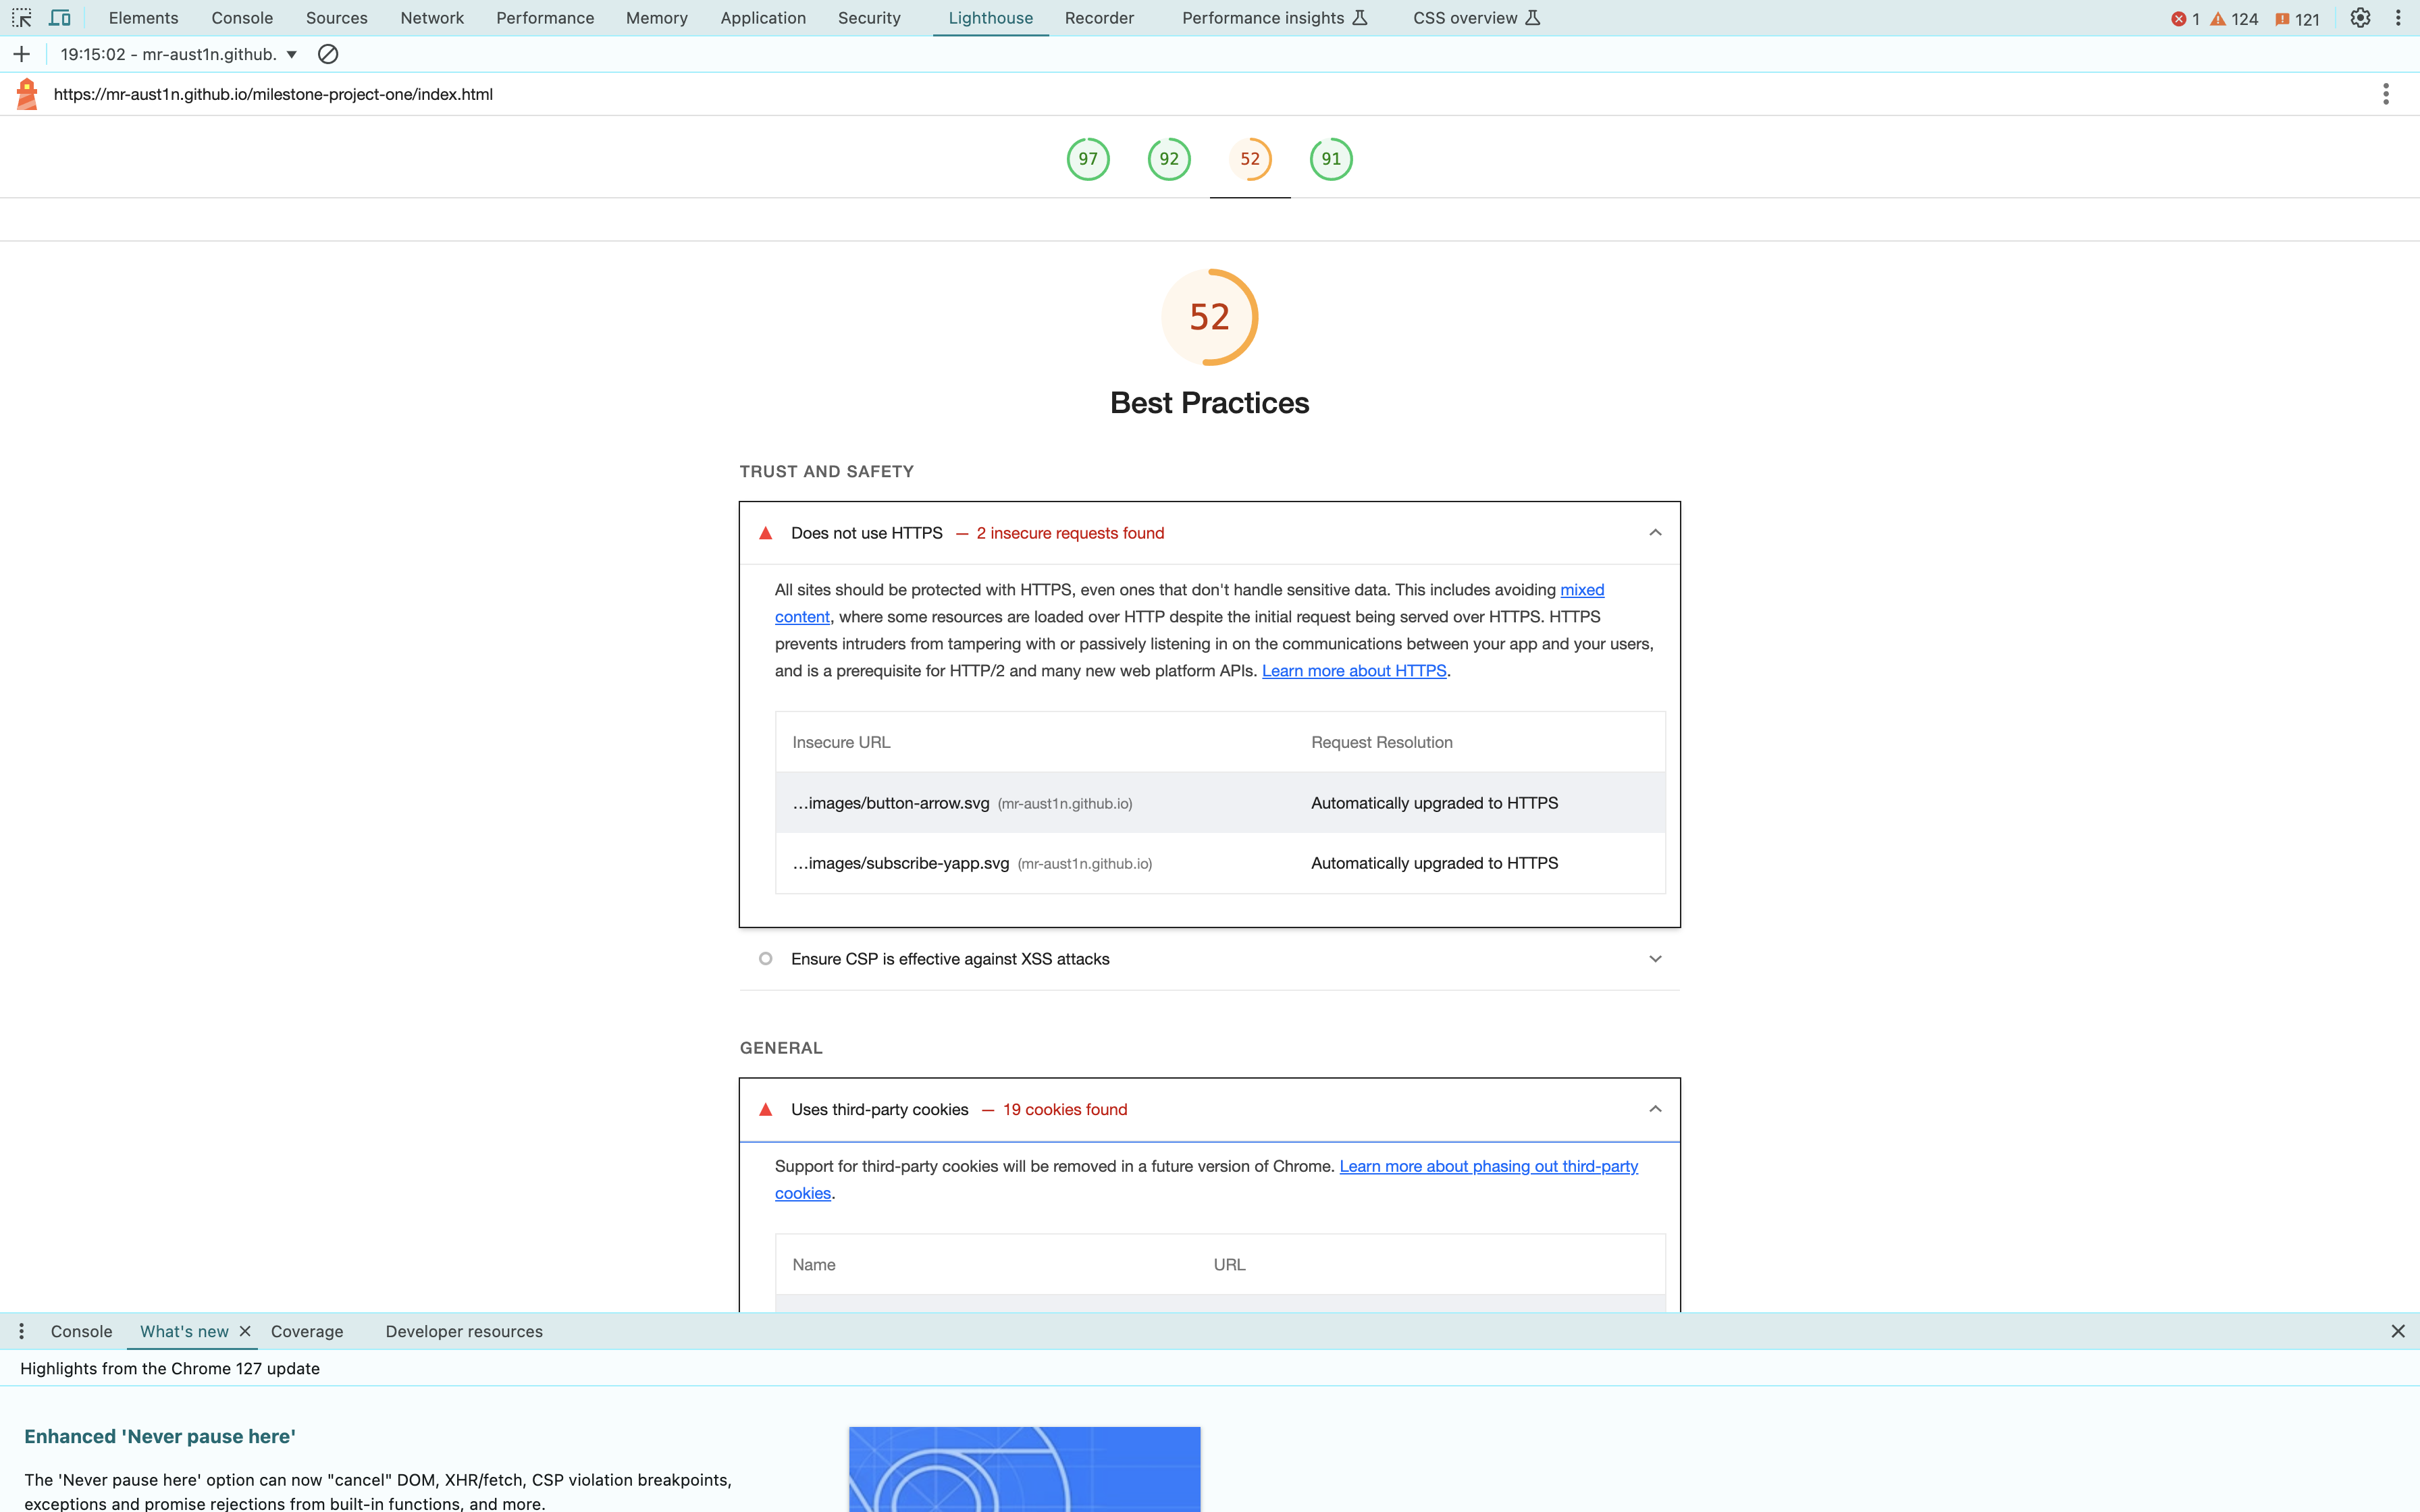 Elements Console Sources Network Performance Memory Application Security Lighthouse Recorder Performance insights CSS overview 1 124 121
19:15:02 - mr-aust1n.github.
https://mr-aust1n.github.io/milestone-project-one/index.html
97 92 52 91
52
Best Practices
TRUST AND SAFETY
Does not use HTTPS — 2 insecure requests found
All sites should be protected with HTTPS, even ones that don't handle sensitive data. This includes avoiding mixed
content, where some resources are loaded over HTTP despite the initial request being served over HTTPS. HTTPS
prevents intruders from tampering with or passively listening in on the communications between your app and your users,
and is a prerequisite for HTTP/2 and many new web platform APIs. Learn more about HTTPS.
Insecure URL Request Resolution
…images/button-arrow.svg (mr-aust1n.github.io) Automatically upgraded to HTTPS
…images/subscribe-yapp.svg (mr-aust1n.github.io) Automatically upgraded to HTTPS
Ensure CSP is effective against XSS attacks
GENERAL
Uses third-party cookies — 19 cookies found
Support for third-party cookies will be removed in a future version of Chrome. Learn more about phasing out third-party
cookies.
Name URL
Console What's new Coverage Developer resources
Highlights from the Chrome 127 update
Enhanced 'Never pause here'
The 'Never pause here' option can now "cancel" DOM, XHR/fetch, CSP violation breakpoints,
exceptions and promise rejections from built-in functions, and more.